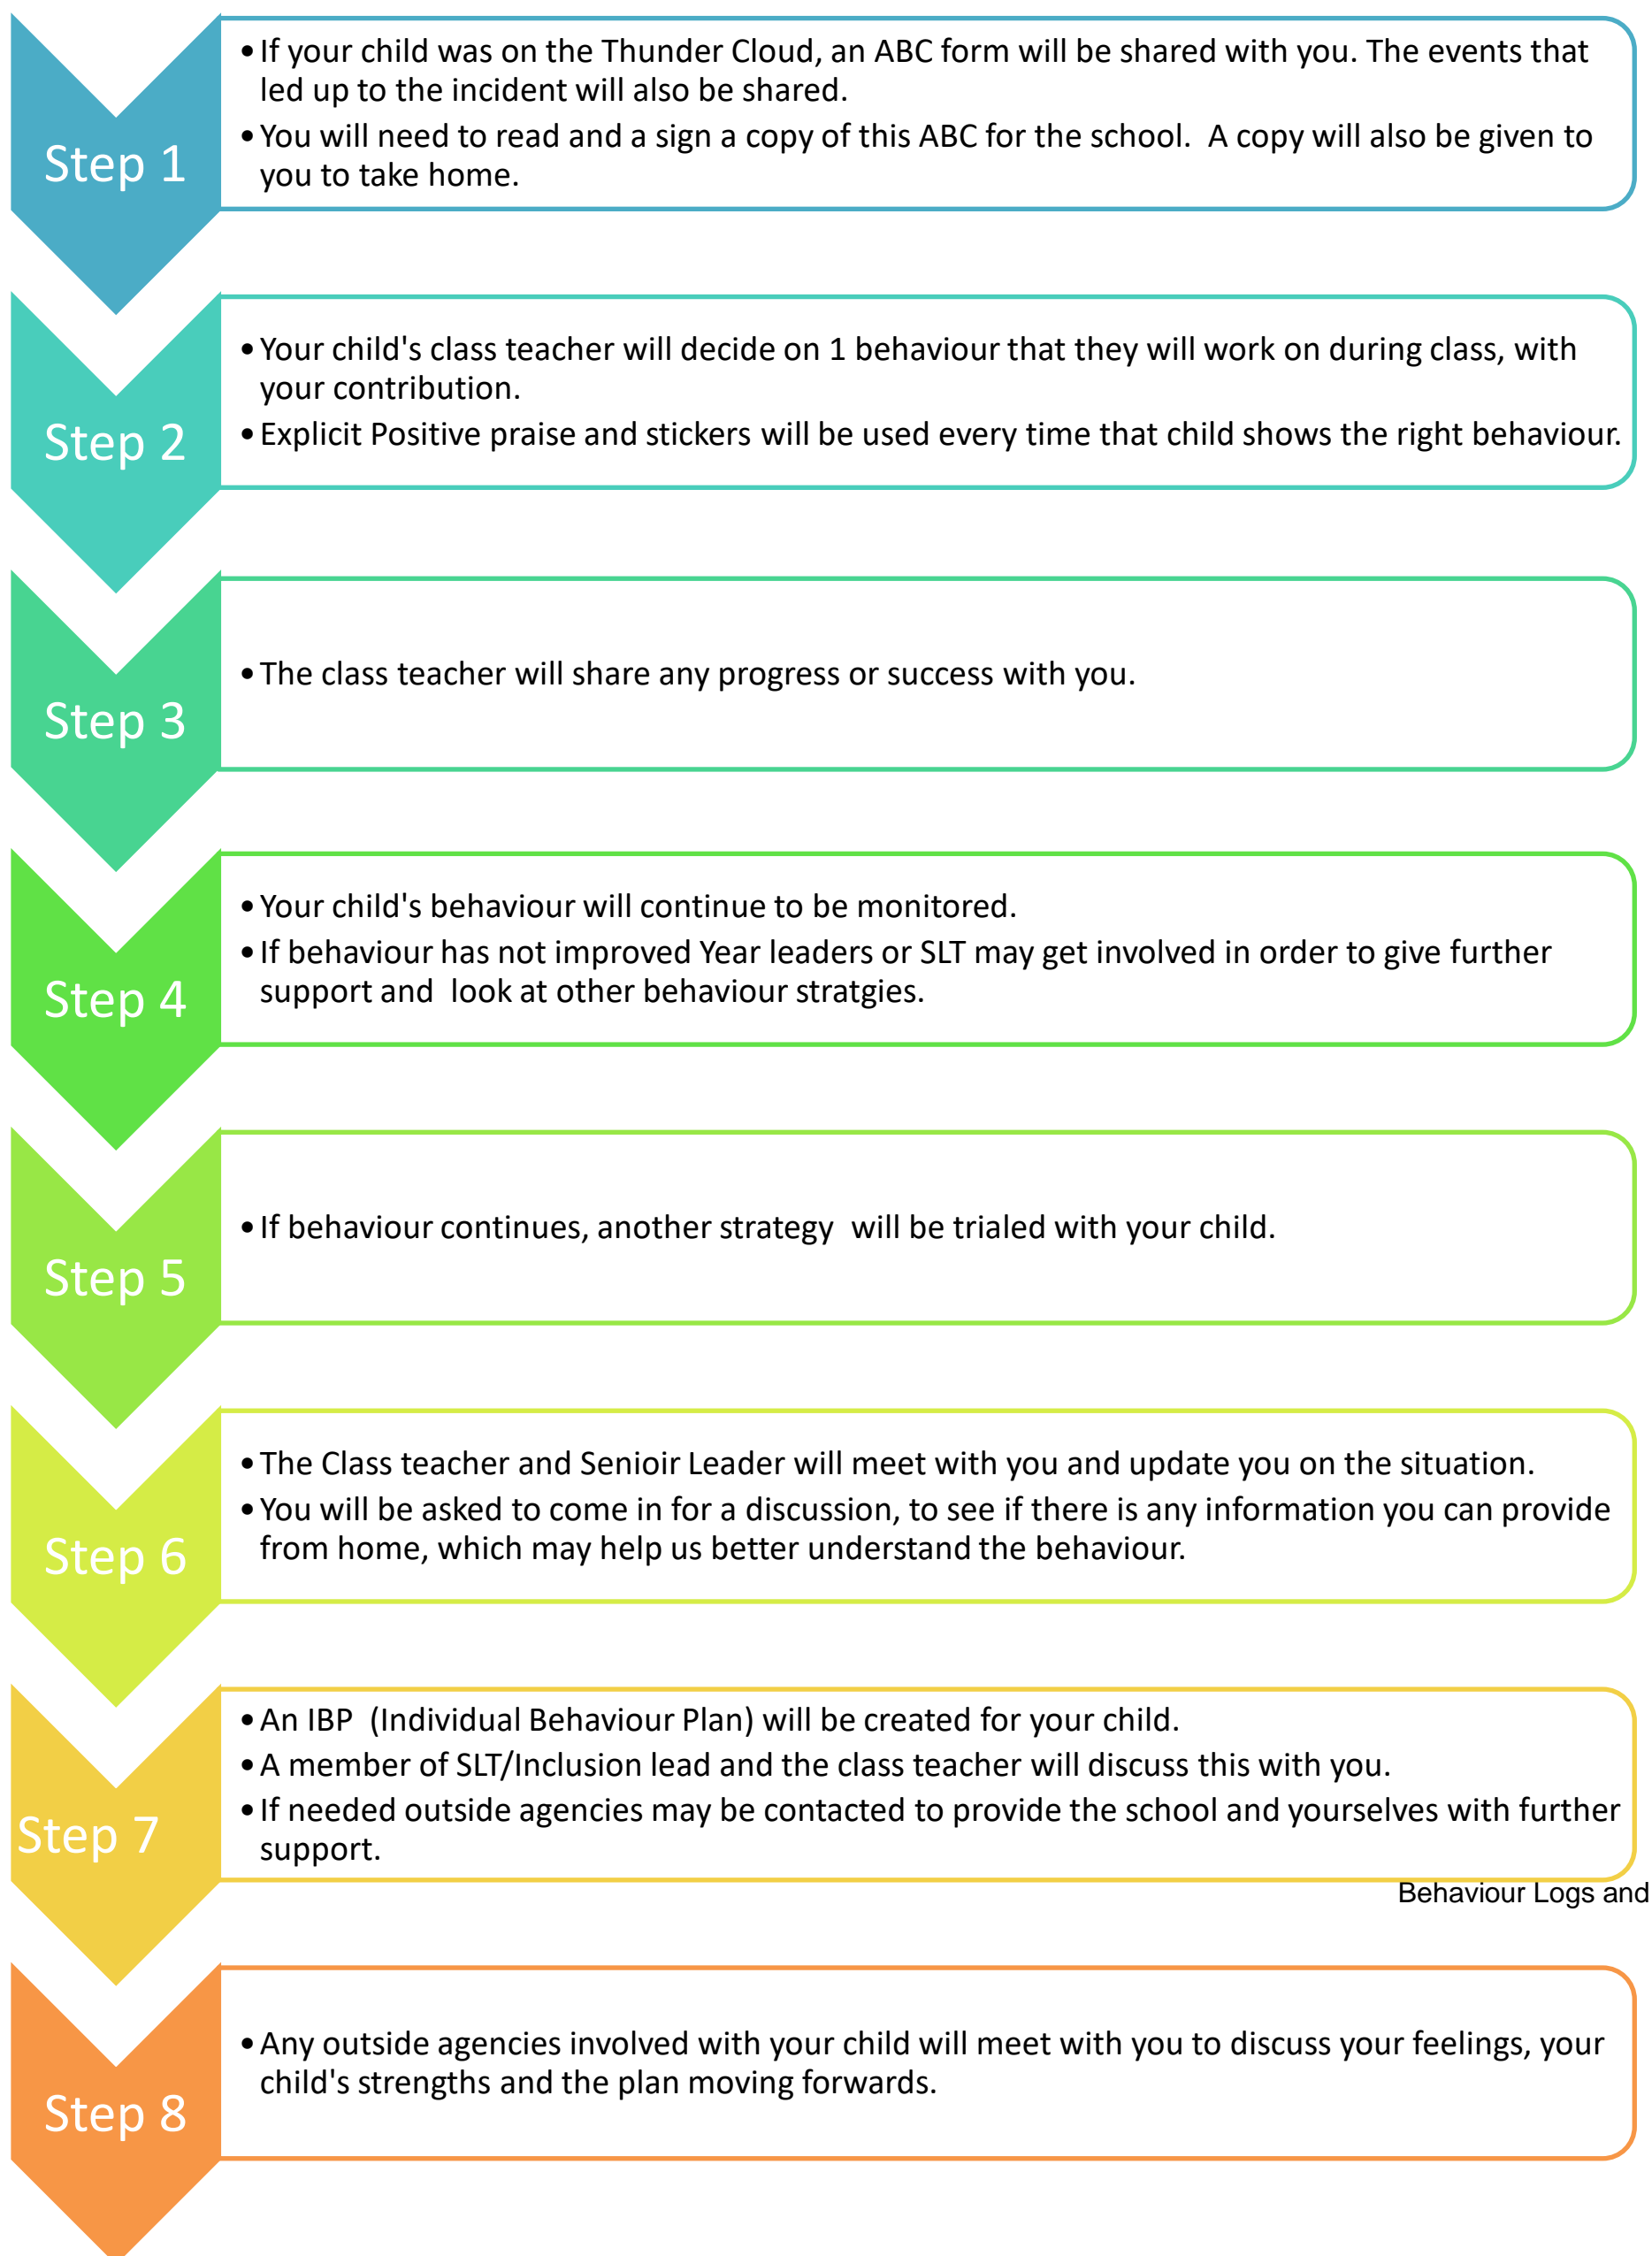 Step 1
•If your child was on the Thunder Cloud, an ABC form will be shared with you. The events that
led up to the incident will also be shared.
•You will need to read and a sign a copy of this ABC for the school.  A copy will also be given to
you to take home.
Step 2
•Your child's class teacher will decide on 1 behaviour that they will work on during class, with
your contribution.
•Explicit Positive praise and stickers will be used every time that child shows the right behaviour.
Step 3
•The class teacher will share any progress or success with you.
Step 4
•Your child's behaviour will continue to be monitored.
•If behaviour has not improved Year leaders or SLT may get involved in order to give further
support and  look at other behaviour stratgies.
Step 5
•If behaviour continues, another strategy  will be trialed with your child.
Step 6
•The Class teacher and Senioir Leader will meet with you and update you on the situation.
•You will be asked to come in for a discussion, to see if there is any information you can provide
from home, which may help us better understand the behaviour.
Step 7
•An IBP  (Individual Behaviour Plan) will be created for your child.
•A member of SLT/Inclusion lead and the class teacher will discuss this with you.
•If needed outside agencies may be contacted to provide the school and yourselves with further
support.
Behaviour Logs and
Step 8
•Any outside agencies involved with your child will meet with you to discuss your feelings, your
child's strengths and the plan moving forwards.